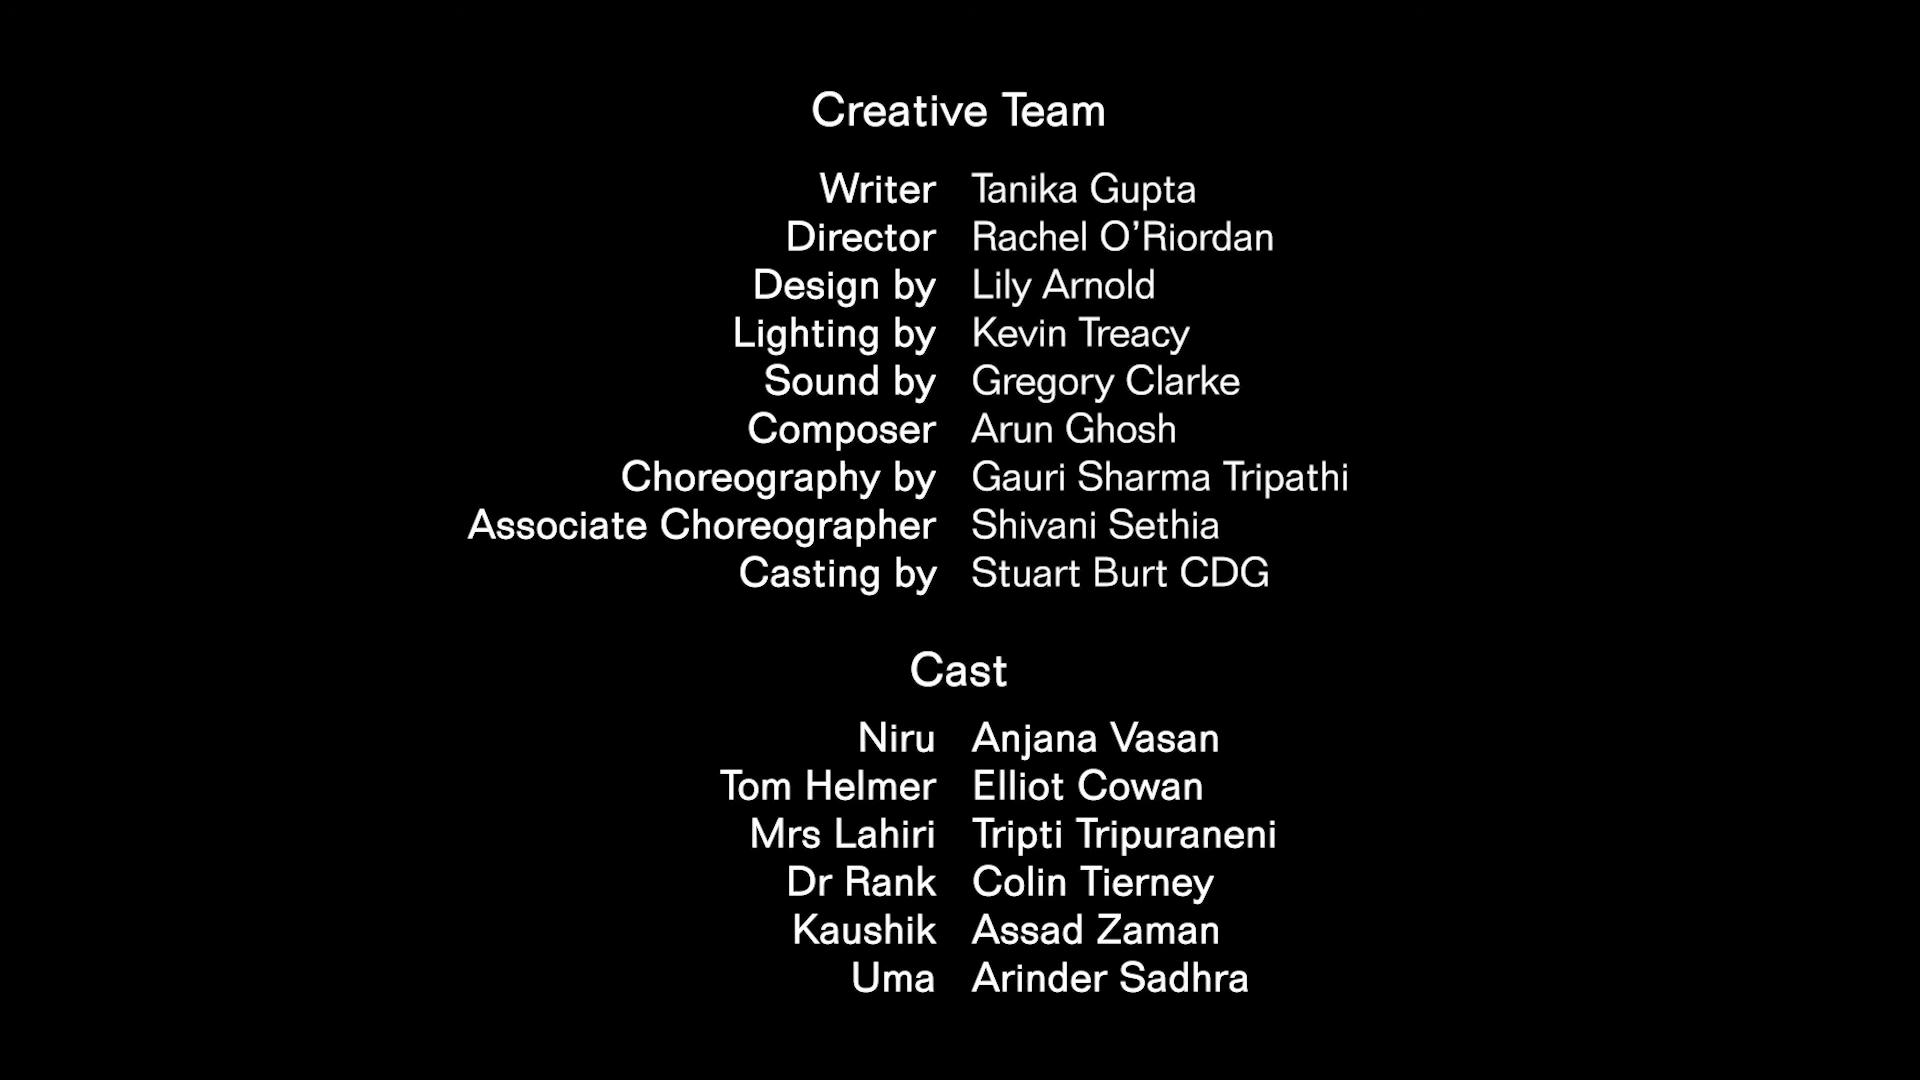 Creative Team
Writer Tanika Gupta
Director Rachel O’Riordan
Design by Lily Arnold
Lighting by Kevin Treacy
Sound by Gregory Clarke
Composer Arun Ghosh
Choreography by Gauri Sharma Tripathi
Associate Choreographer Shivani Sethia
Casting by Stuart Burt CDG
Cast
Niru Anjana Vasan
Tom Helmer Elliot Cowan
Mrs Lahiri Tripti Tripuraneni
Dr Rank Colin Tierney
Kaushik Assad Zaman
Uma Arinder Sadhra